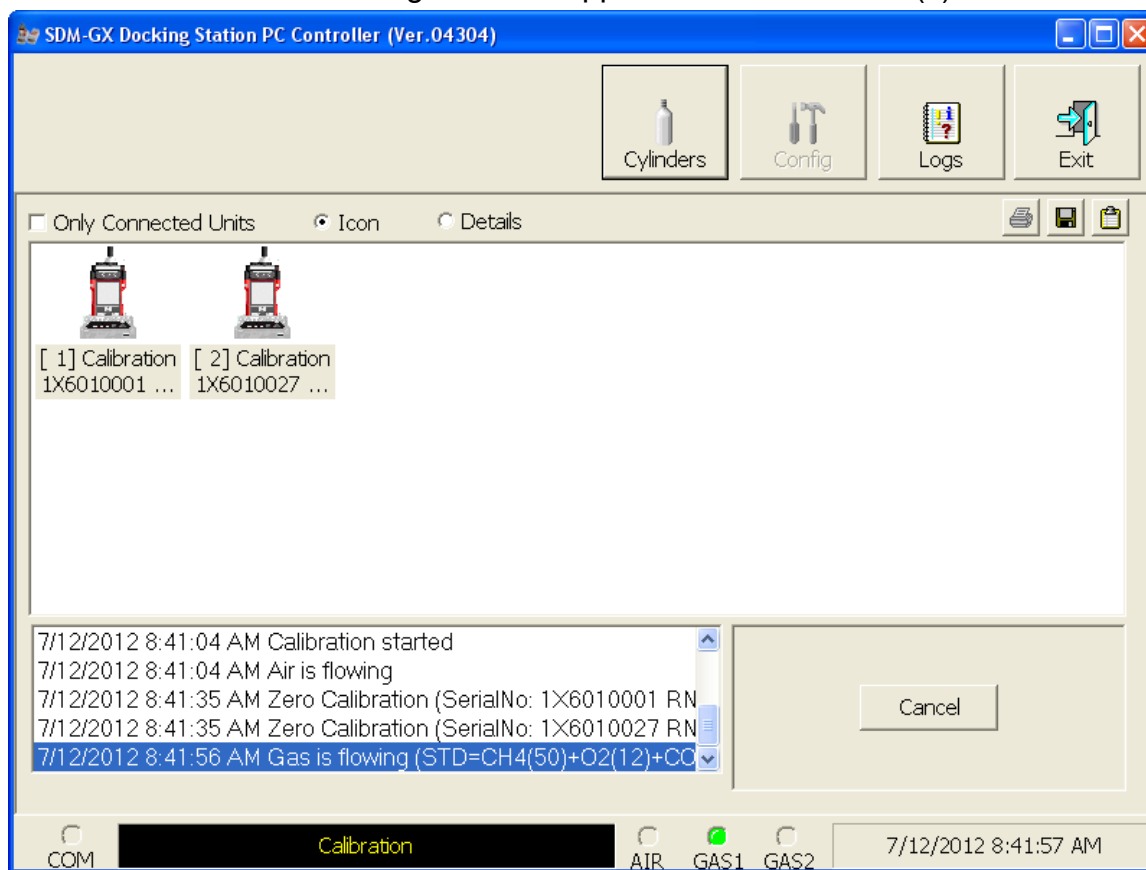 SDM-GX Docking Station PC Controller (Ver.04304)
Cylinders
Config
Logs
Exit
Only Connected Units
Icon
Details
[ 1] Calibration
1X6010001 ...
[ 2] Calibration
1X6010027 ...
7/12/2012 8:41:04 AM Calibration started
7/12/2012 8:41:04 AM Air is flowing
7/12/2012 8:41:35 AM Zero Calibration (SerialNo: 1X6010001 RN
7/12/2012 8:41:35 AM Zero Calibration (SerialNo: 1X6010027 RN
7/12/2012 8:41:56 AM Gas is flowing (STD=CH4(50)+O2(12)+CO
Cancel
COM
Calibration
AIR
GAS1
GAS2
7/12/2012 8:41:57 AM